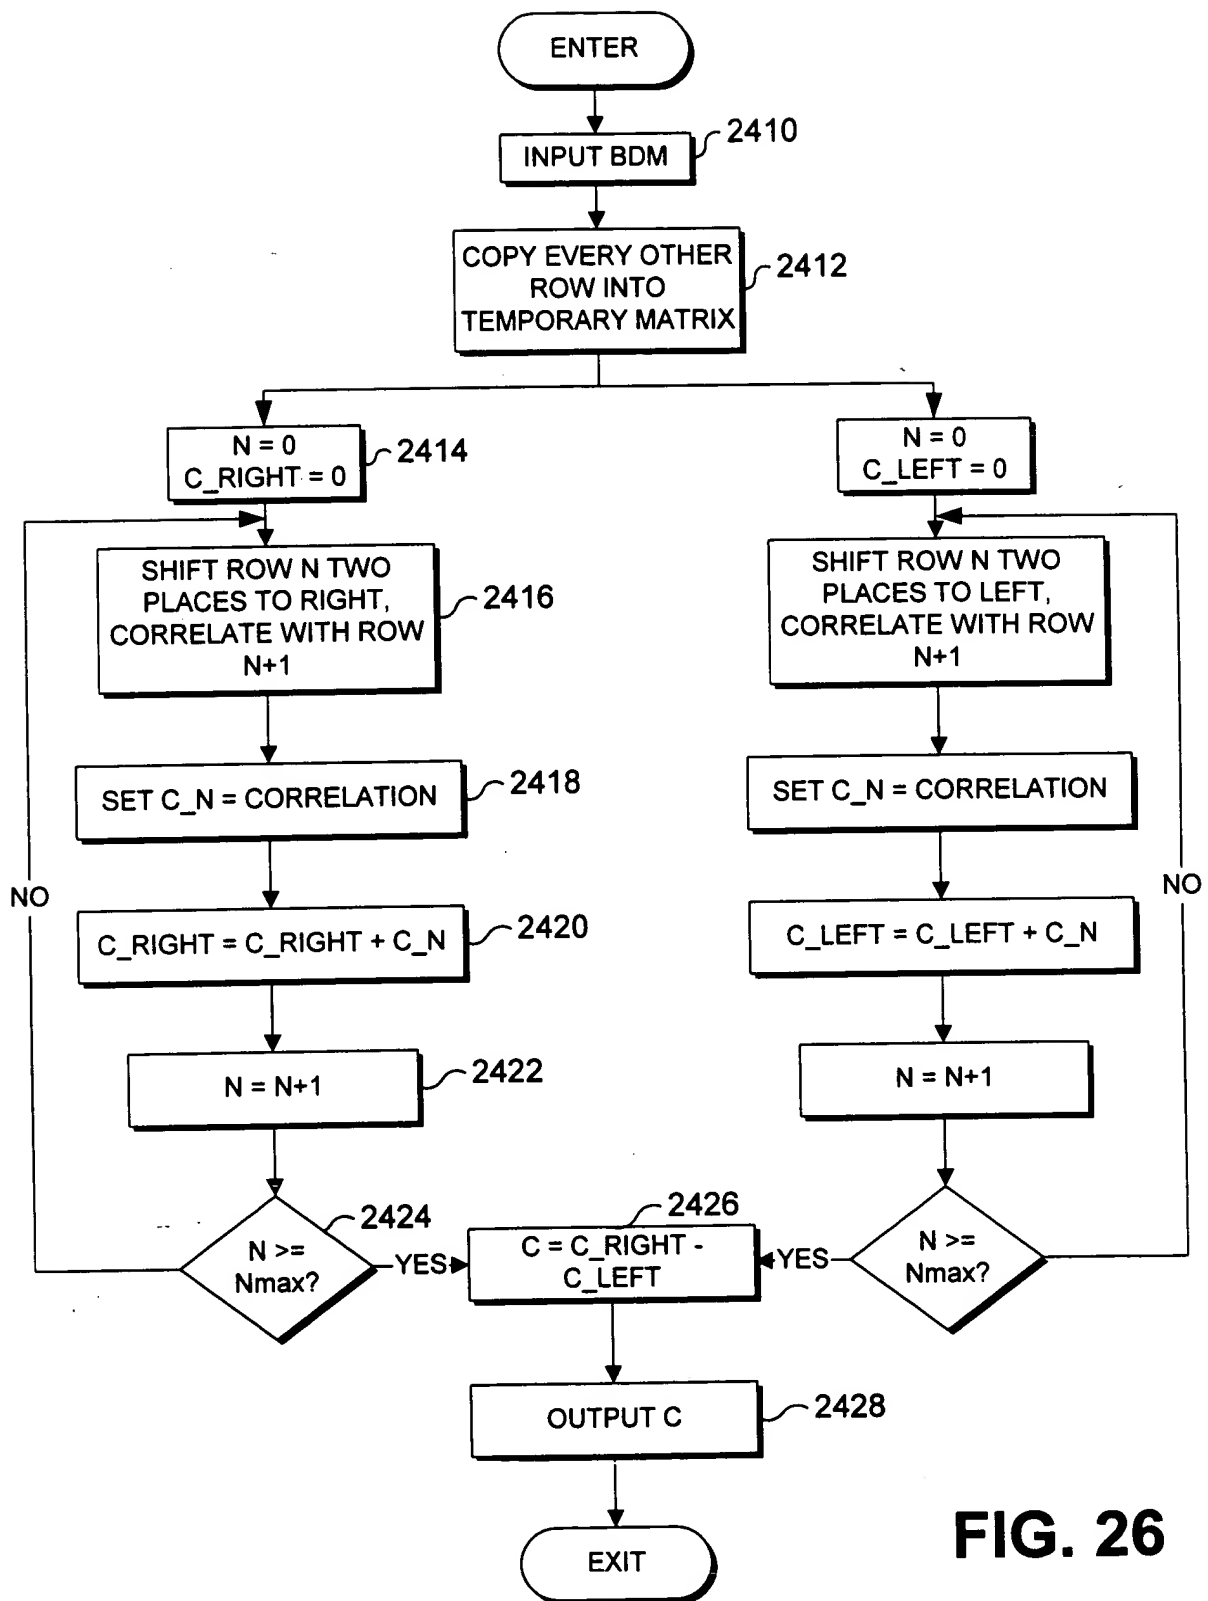 ENTER
INPUT BDM
2410
COPY EVERY OTHER
ROW INTO
TEMPORARY MATRIX
2412
N = 0
C_RIGHT = 0
2414
N = 0
C_LEFT = 0
SHIFT ROW N TWO
PLACES TO RIGHT,
CORRELATE WITH ROW
N+1
2416
SHIFT ROW N TWO
PLACES TO LEFT,
CORRELATE WITH ROW
N+1
SET C_N = CORRELATION
2418
SET C_N = CORRELATION
NO
NO
C_RIGHT = C_RIGHT + C_N
2420
C_LEFT = C_LEFT + C_N
N = N+1
2422
N = N+1
N >=
Nmax?
2424
YES
C = C_RIGHT -
C_LEFT
2426
YES
N >=
Nmax?
OUTPUT C
2428
EXIT
FIG. 26